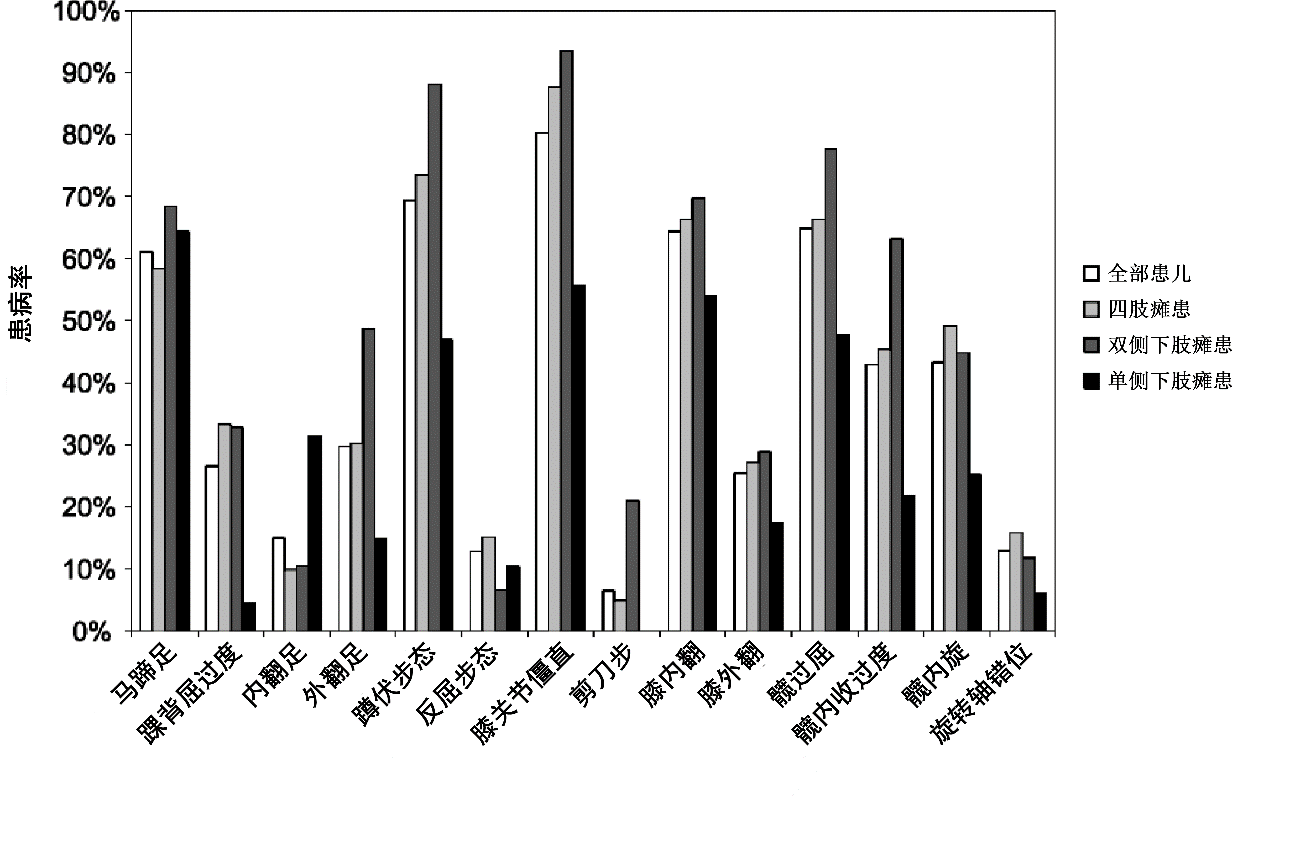 100%
90%
80%
70%
60%
50%
40%
30%
20%
10%
0%
患病率
马蹄足
踝背屈过度
内翻足
外翻足
蹲伏步态
反屈步态
膝关节僵直
剪刀步
膝内翻
膝外翻
髋过屈
髋内收过度
髋内旋
旋转轴错位
全部患儿
四肢瘫患
双侧下肢瘫患
单侧下肢瘫患